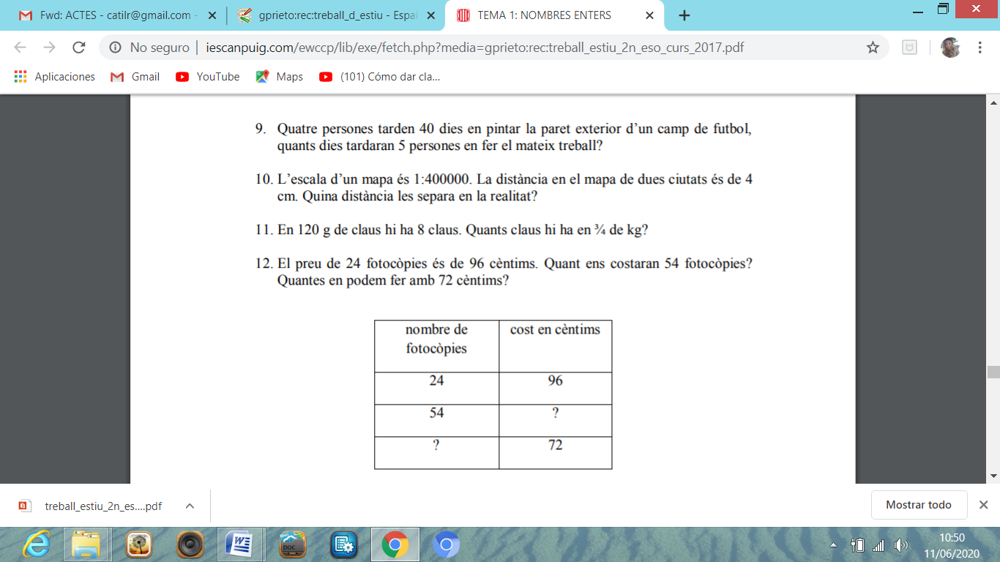 Fwd: ACTES - catilr@gmail.com -
gprieto:rec:treball_d_estiu - Espai
TEMA 1: NOMBRES ENTERS
No seguro | iescanpuig.com/ewccp/lib/exe/fetch.php?media=gprieto:rec:treball_estiu_2n_eso_curs_2017.pdf
Aplicaciones Gmail YouTube Maps (101) Cómo dar cla...
9. Quatre persones tarden 40 dies en pintar la paret exterior d'un camp de futbol,
quants dies tardaran 5 persones en fer el mateix treball?
10. L'escala d'un mapa és 1:400000. La distància en el mapa de dues ciutats és de 4
cm. Quina distància les separa en la realitat?
11. En 120 g de claus hi ha 8 claus. Quants claus hi ha en ¾ de kg?
12. El preu de 24 fotocòpies és de 96 cèntims. Quant ens costaran 54 fotocòpies?
Quantes en podem fer amb 72 cèntims?
nombre de
fotocòpies
cost en cèntims
24 96
54 ?
? 72
treball_estiu_2n_es....pdf
Mostrar todo
DOC
10:50
11/06/2020